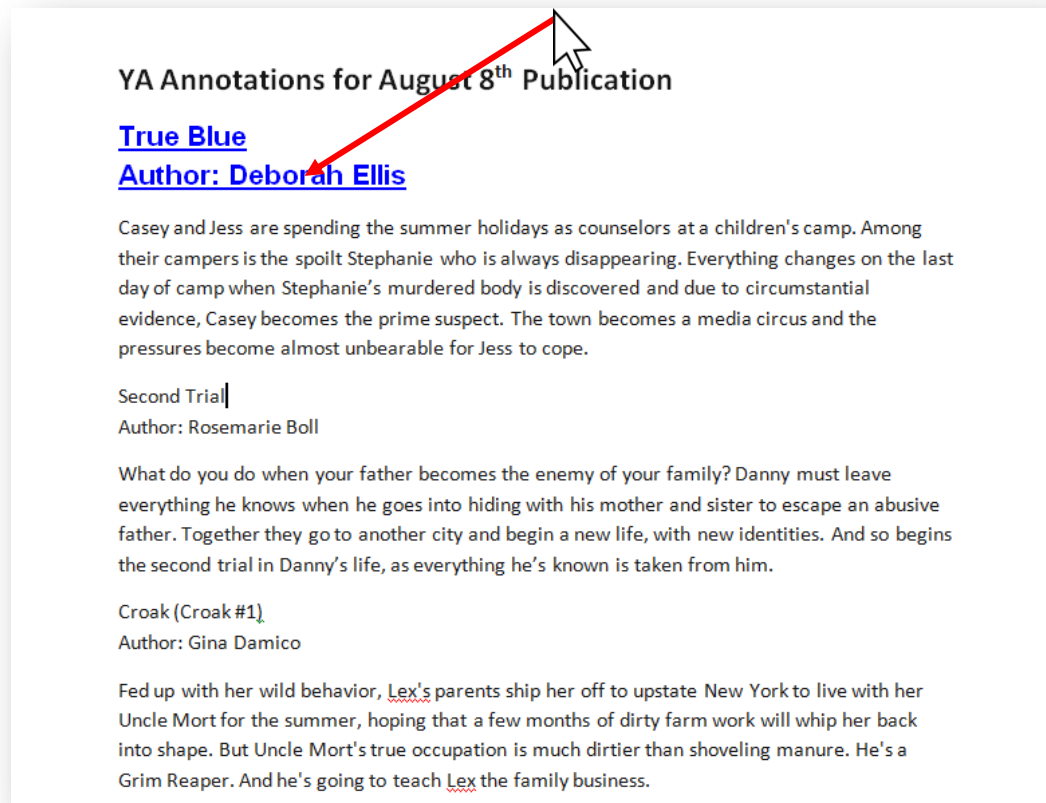 YA Annotations for August 8th Publication
True Blue
Author: Deborah Ellis
Casey and Jess are spending the summer holidays as counselors at a children's camp. Among
their campers is the spoilt Stephanie who is always disappearing. Everything changes on the last
day of camp when Stephanie’s murdered body is discovered and due to circumstantial
evidence, Casey becomes the prime suspect. The town becomes a media circus and the
pressures become almost unbearable for Jess to cope.
Second Trial
Author: Rosemarie Boll
What do you do when your father becomes the enemy of your family? Danny must leave
everything he knows when he goes into hiding with his mother and sister to escape an abusive
father. Together they go to another city and begin a new life, with new identities. And so begins
the second trial in Danny’s life, as everything he’s known is taken from him.
Croak (Croak #1)
Author: Gina Damico
Fed up with her wild behavior, Lex's parents ship her off to upstate New York to live with her
Uncle Mort for the summer, hoping that a few months of dirty farm work will whip her back
into shape. But Uncle Mort's true occupation is much dirtier than shoveling manure. He's a
Grim Reaper. And he's going to teach Lex the family business.